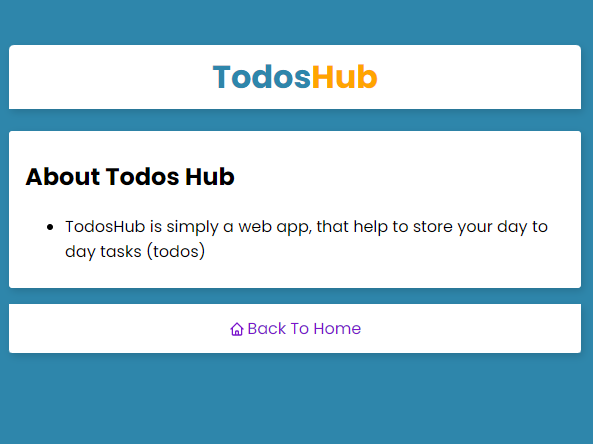 TodosHub
About Todos Hub
• TodosHub is simply a web app, that help to store your day to
day tasks (todos)
Back To Home